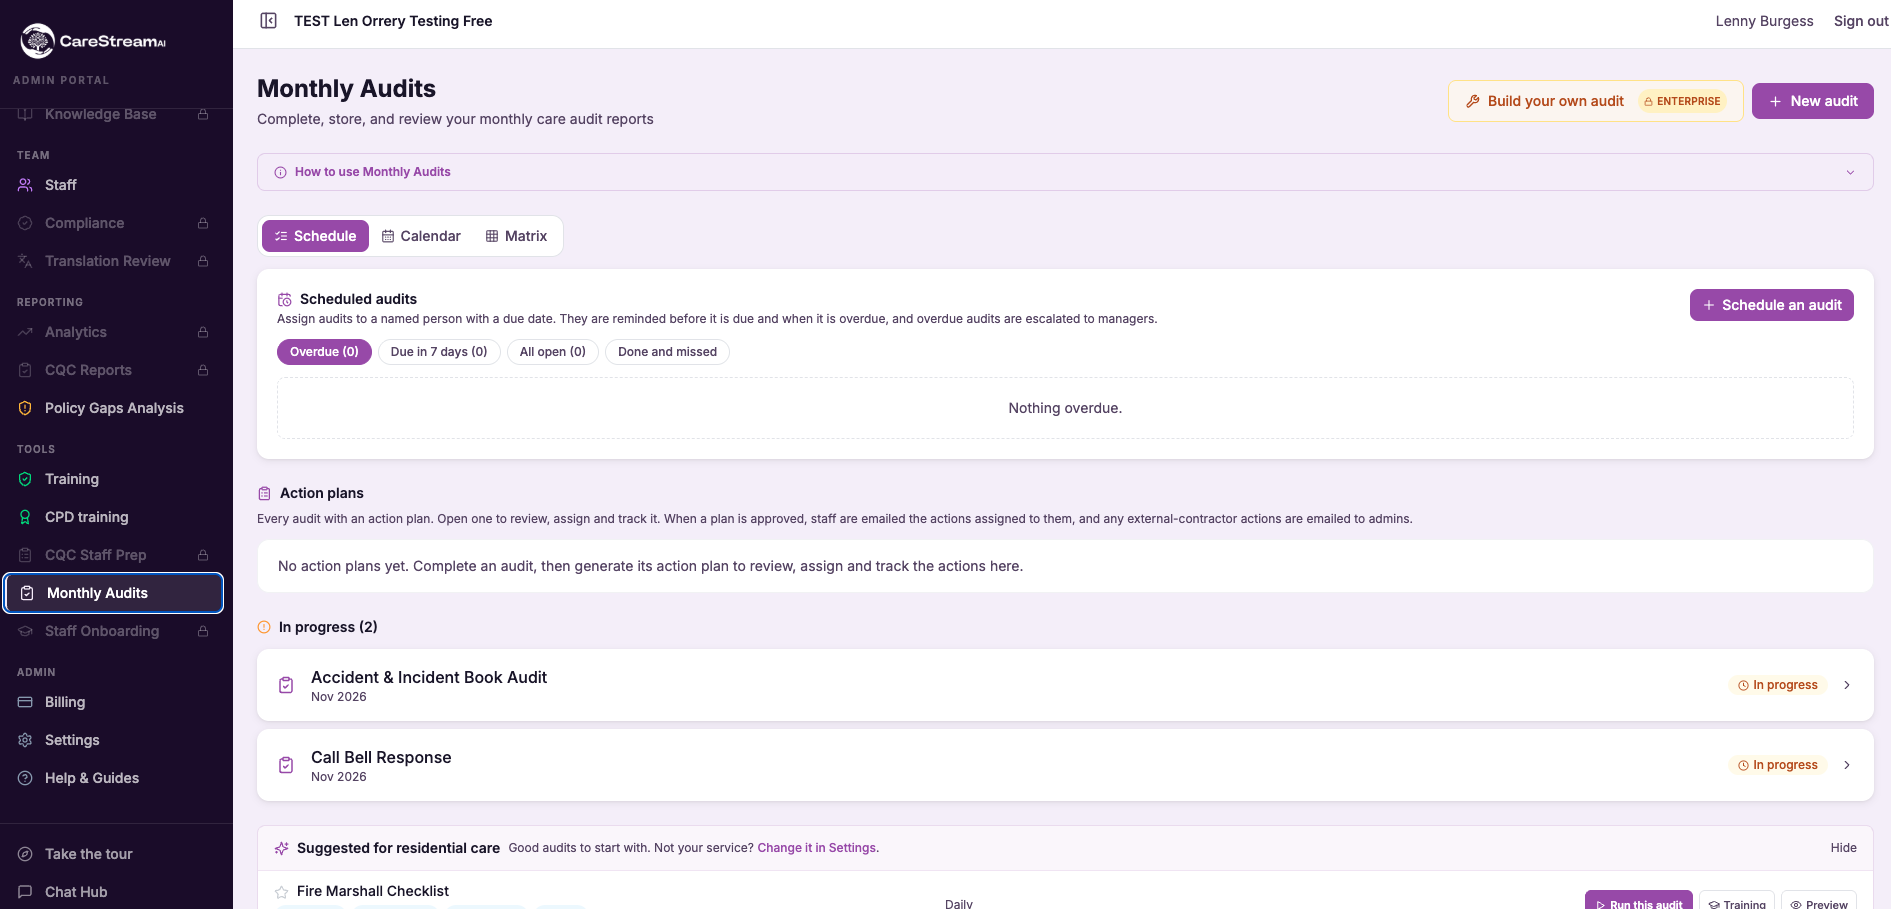 CareStreamAI
ADMIN PORTAL
Knowledge Base
TEAM
Staff
Compliance
Translation Review
REPORTING
Analytics
CQC Reports
Policy Gaps Analysis
TOOLS
Training
CPD training
CQC Staff Prep
Monthly Audits
Staff Onboarding
ADMIN
Billing
Settings
Help & Guides
Take the tour
Chat Hub
TEST Len Orrery Testing Free
Lenny Burgess Sign out
Monthly Audits
Complete, store, and review your monthly care audit reports
Build your own audit ENTERPRISE
New audit
How to use Monthly Audits
Schedule Calendar Matrix
Scheduled audits
Assign audits to a named person with a due date. They are reminded before it is due and when it is overdue, and overdue audits are escalated to managers.
Schedule an audit
Overdue (0) Due in 7 days (0) All open (0) Done and missed
Nothing overdue.
Action plans
Every audit with an action plan. Open one to review, assign and track it. When a plan is approved, staff are emailed the actions assigned to them, and any external-contractor actions are emailed to admins.
No action plans yet. Complete an audit, then generate its action plan to review, assign and track the actions here.
In progress (2)
Accident & Incident Book Audit
Nov 2026
In progress
Call Bell Response
Nov 2026
In progress
Suggested for residential care Good audits to start with. Not your service? Change it in Settings. Hide
Fire Marshall Checklist
Daily
Run this audit Training Preview